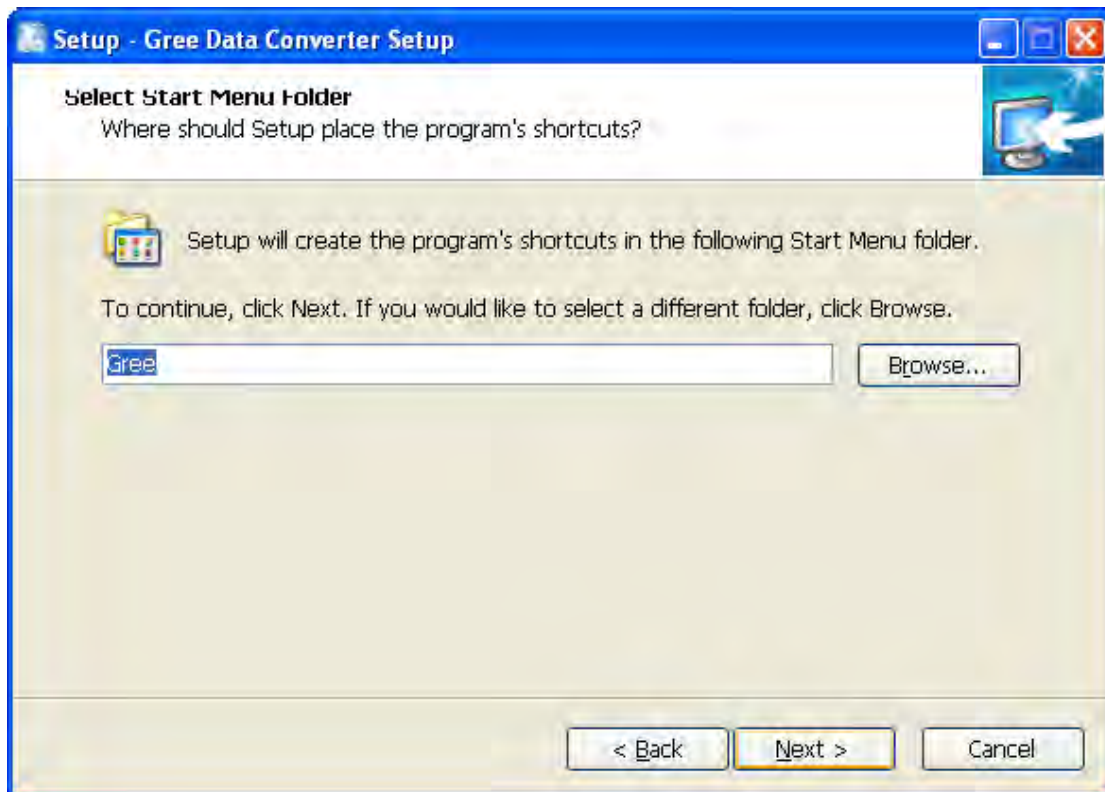 Setup - Gree Data Converter Setup
Select Start Menu Folder
Where should Setup place the program's shortcuts?
Setup will create the program's shortcuts in the following Start Menu folder.
To continue, click Next. If you would like to select a different folder, click Browse.
Gree
Browse...
< Back
Next >
Cancel